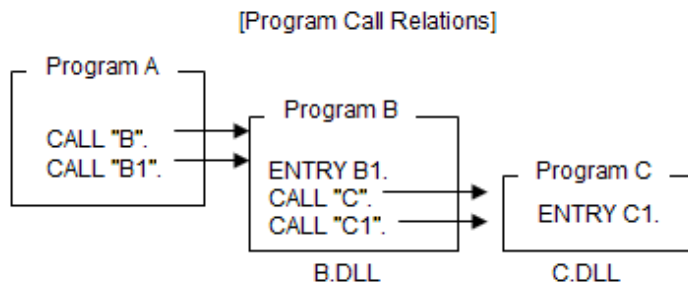 [Program Call Relations]
Program A
CALL "B".
CALL "B1".
Program B
ENTRY B1.
CALL "C".
CALL "C1".
B.DLL
Program C
ENTRY C1.
C.DLL